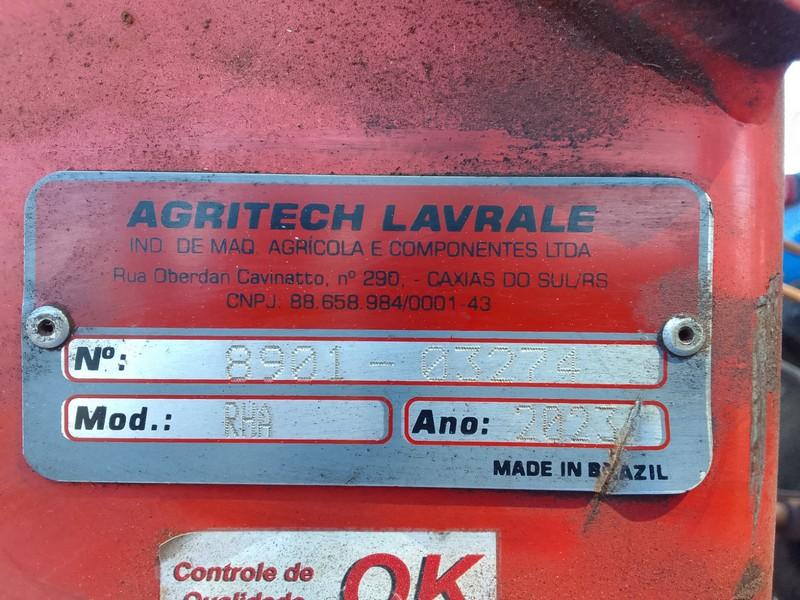 AGRITECH LAVRALE
IND. DE MAQ. AGRÍCOLA E COMPONENTES LTDA
Rua Oberdan Cavinatto, nº 290, - CAXIAS DO SUL/RS
CNPJ. 88.658.984/0001-43
Nº: 8901-03274
Mod.: RHA Ano: 2023
MADE IN BRAZIL
Controle de OK
Qualidade